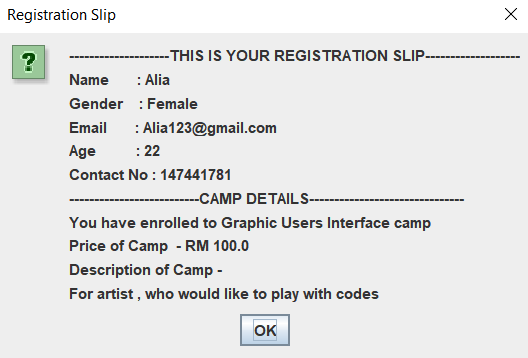 Registration Slip
--------------------THIS IS YOUR REGISTRATION SLIP-------------------
Name : Alia
Gender : Female
Email : Alia123@gmail.com
Age : 22
Contact No : 147441781
--------------------------CAMP DETAILS-------------------------------
You have enrolled to Graphic Users Interface camp
Price of Camp - RM 100.0
Description of Camp -
For artist , who would like to play with codes
OK